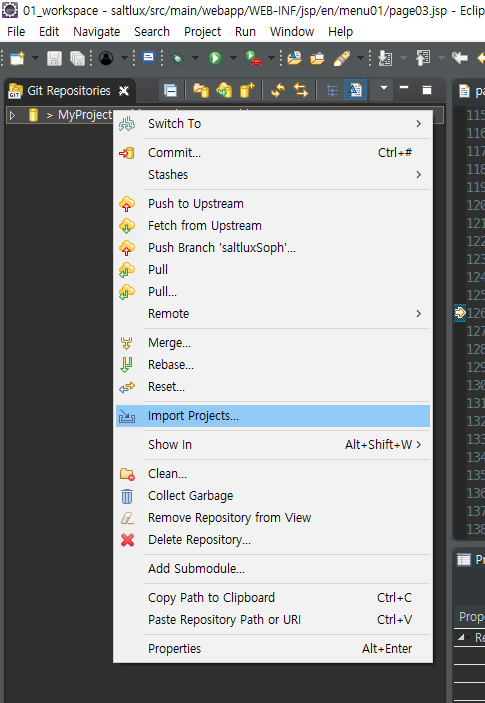 01_workspace - saltlux/src/main/webapp/WEB-INF/jsp/en/menu01/page03.jsp - Eclip
File Edit Navigate Search Project Run Window Help
Git Repositories
pa
> MyProject
115
Switch To
116
117
Commit... Ctrl+#
118
119
Stashes
120
Push to Upstream
121
Fetch from Upstream
122
Push Branch 'saltluxSoph'...
123
Pull
124
Pull...
125
Remote
126
127
Merge...
128
Rebase...
129
Reset...
130
131
Import Projects...
132
Show In Alt+Shift+W
133
134
Clean...
135
Collect Garbage
136
Remove Repository from View
137
Delete Repository...
138
Add Submodule...
Pr
Copy Path to Clipboard Ctrl+C
Paste Repository Path or URI Ctrl+V
Prope
Re
Properties Alt+Enter